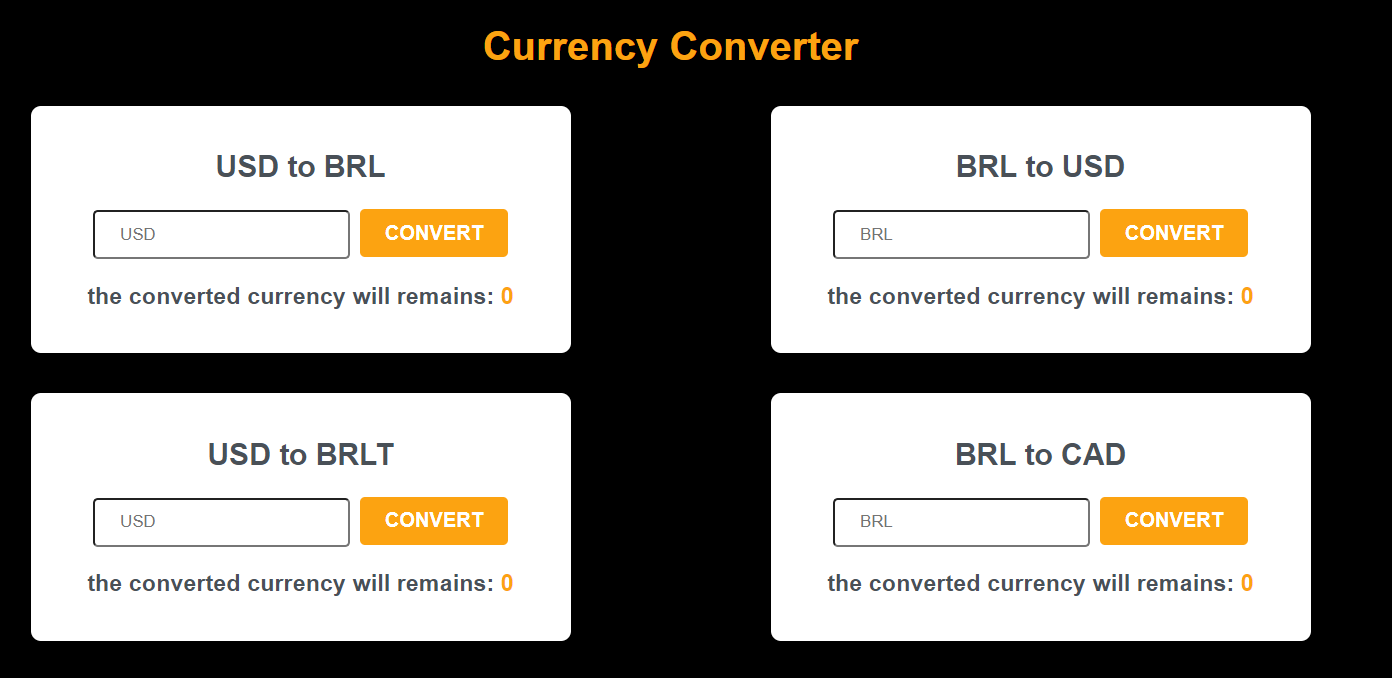 Currency Converter
USD to BRL
USD CONVERT
the converted currency will remains: 0
BRL to USD
BRL CONVERT
the converted currency will remains: 0
USD to BRLT
USD CONVERT
the converted currency will remains: 0
BRL to CAD
BRL CONVERT
the converted currency will remains: 0